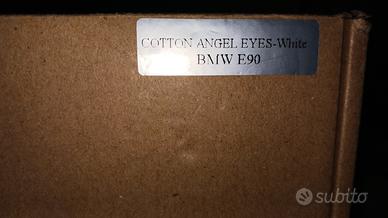 COTTON ANGEL EYES-White
BMW E90
subito